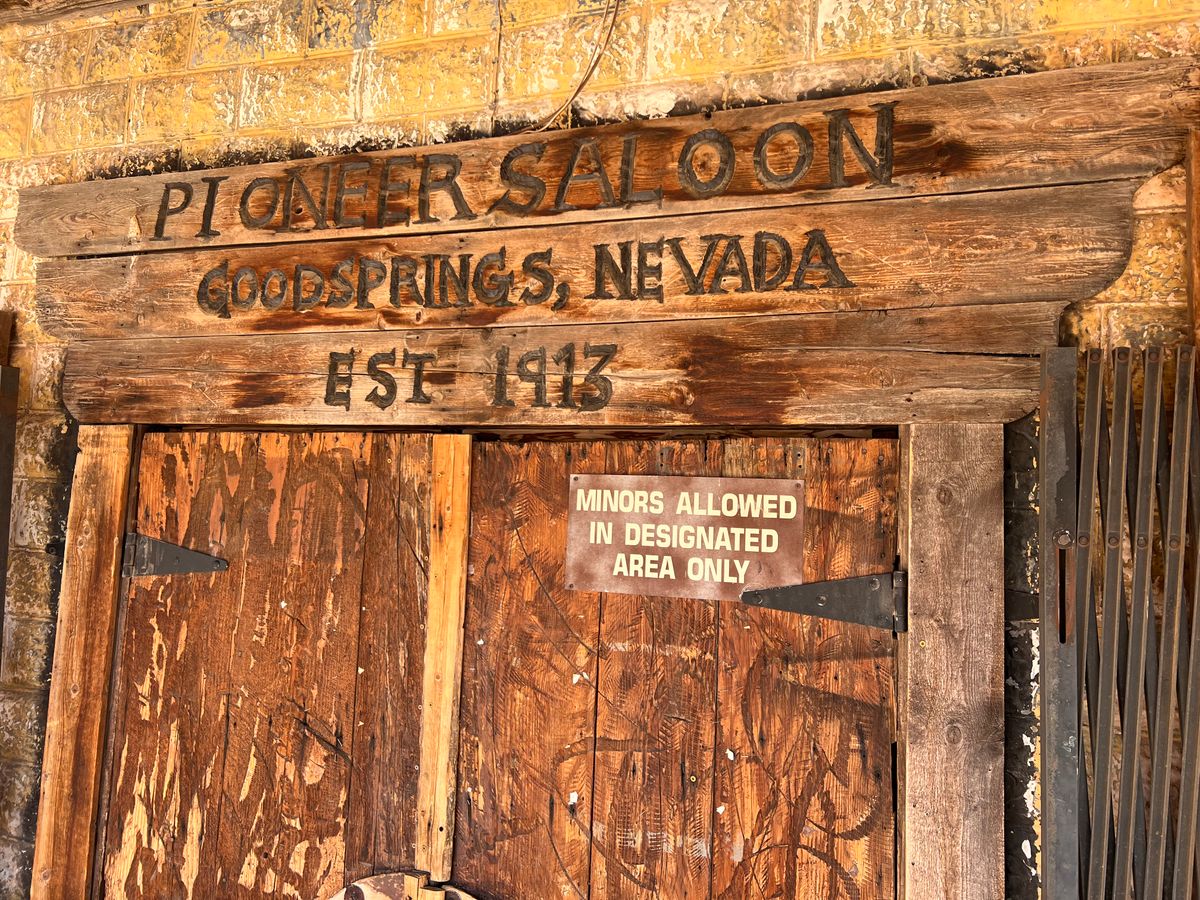 PIONEER SALOON
GOODSPRINGS, NEVADA
EST 1913
MINORS ALLOWED
IN DESIGNATED
AREA ONLY